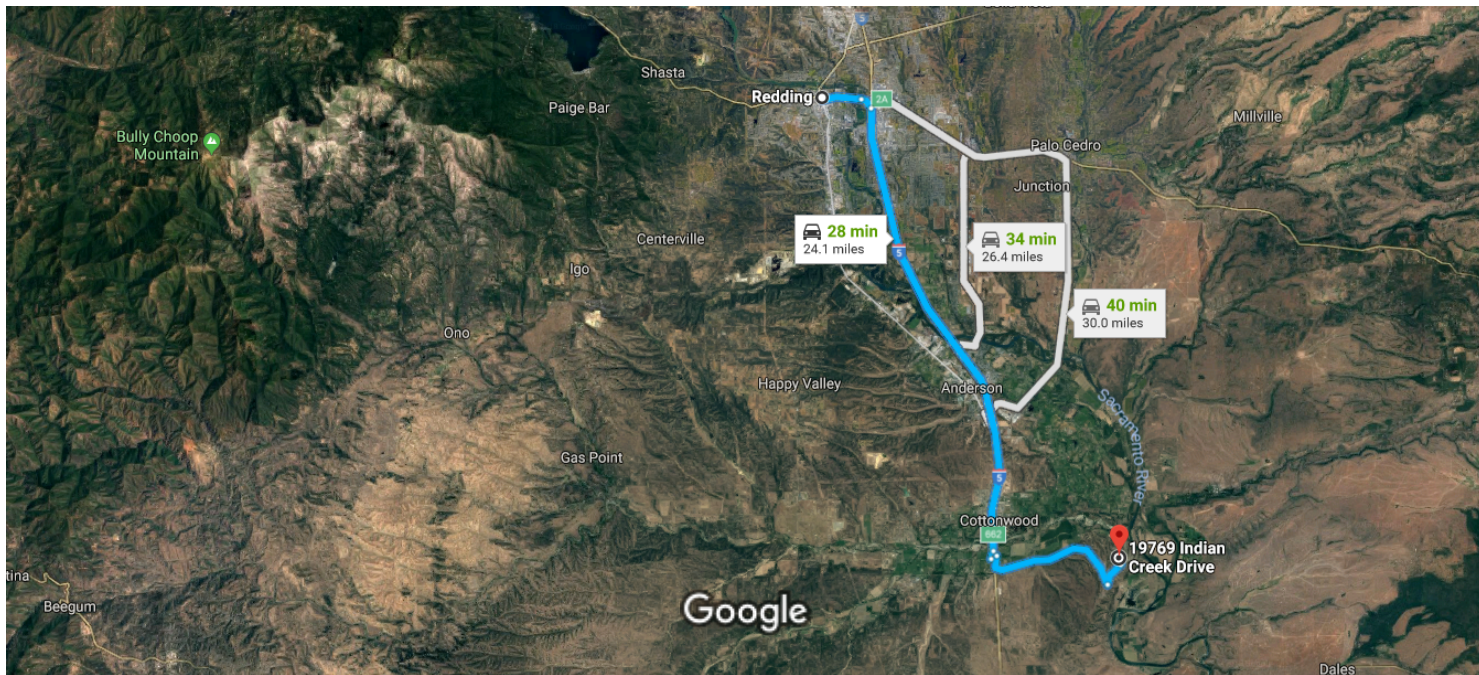 5
Shasta
Redding
2A
Paige Bar
Millville
Bully Choop
Mountain
Palo Cedro
Junction
28 min
24.1 miles
34 min
26.4 miles
Centerville
5
Igo
40 min
30.0 miles
Ono
Happy Valley
Anderson
Sacramento River
Gas Point
5
Cottonwood
662
19769 Indian
Creek Drive
tina
Beegum
Google
Dales